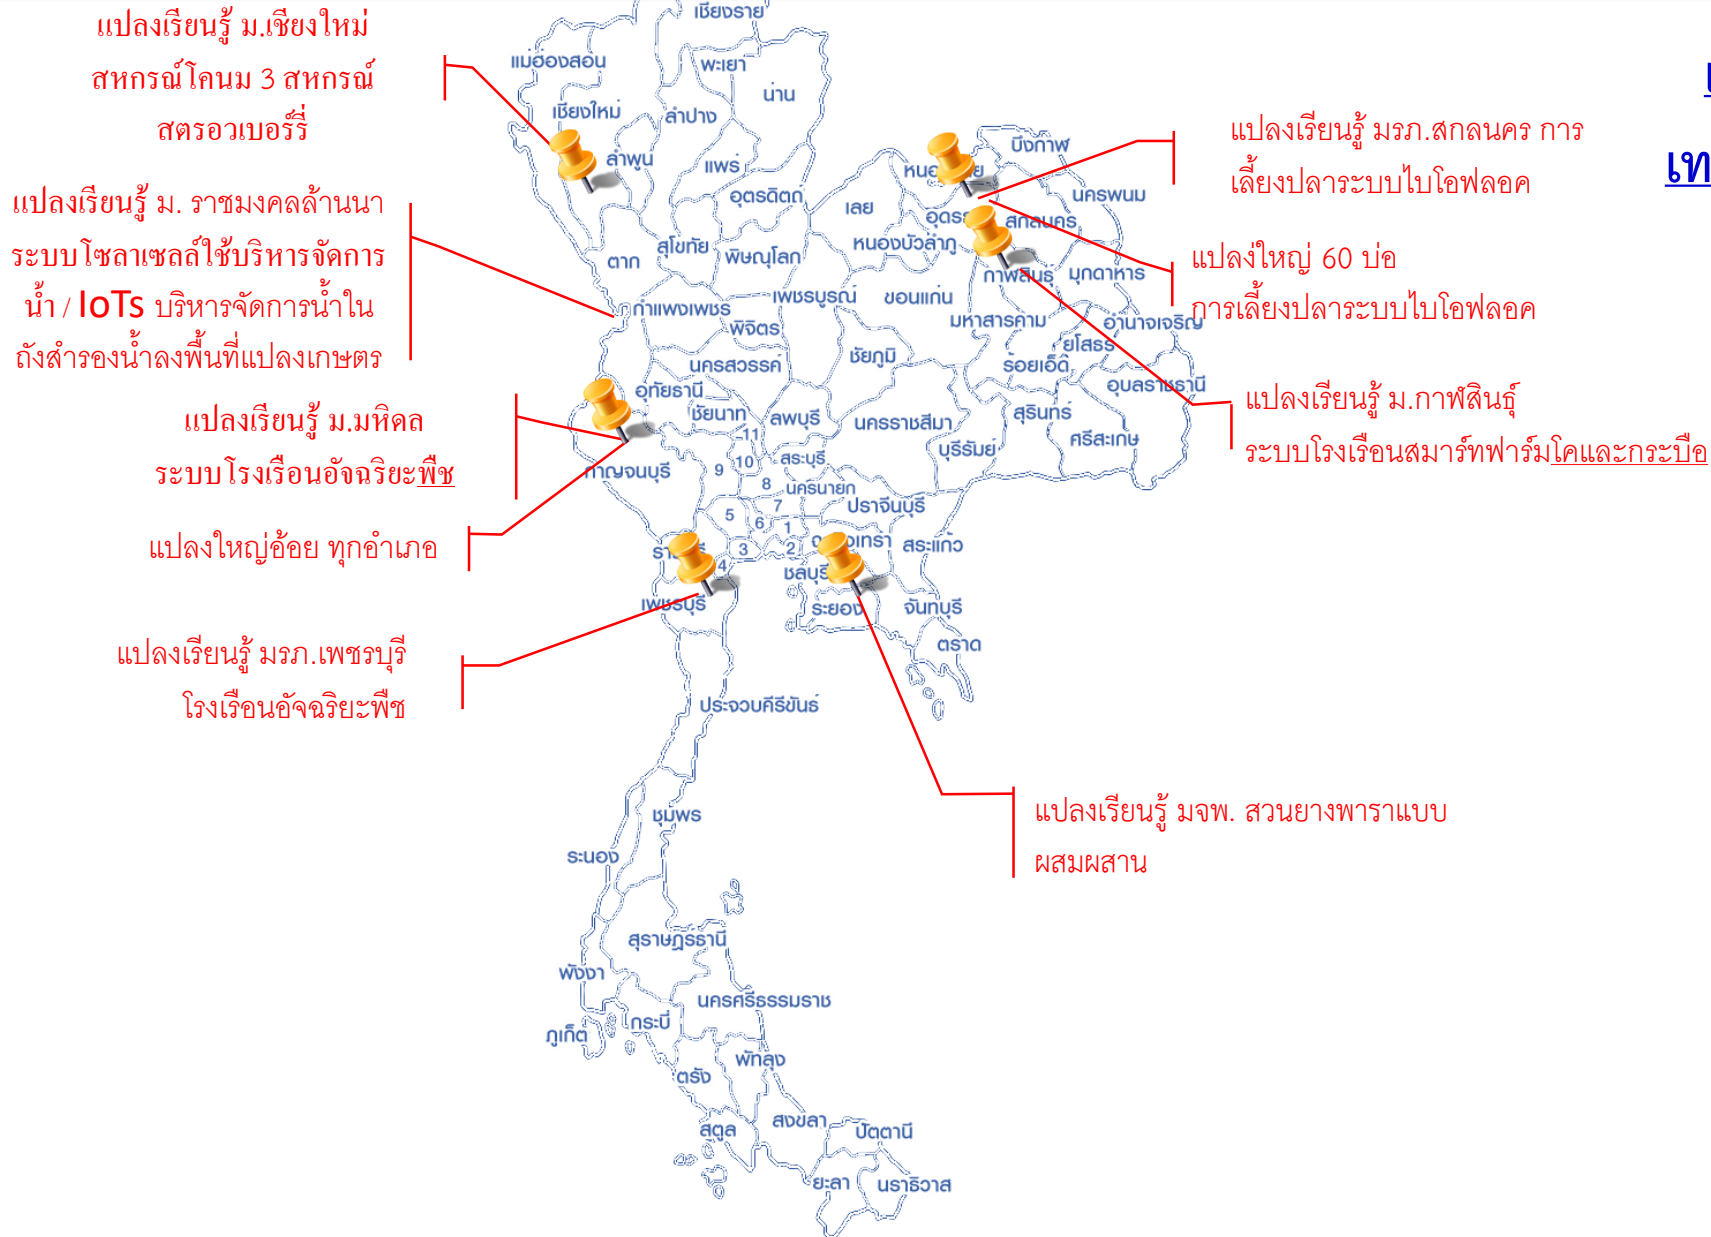 แปลงเรียนรู้ ม.เชียงใหม่
สหกรณ์โคนม 3 สหกรณ์
สตรอวเบอร์รี่
แปลงเรียนรู้ ม. ราชมงคลล้านนา
ระบบโซลาเซลล์ใช้บริหารจัดการ
น้ำ / IoTs บริหารจัดการน้ำใน
ถังสำรองน้ำลงพื้นที่แปลงเกษตร
แปลงเรียนรู้ ม.มหิดล
ระบบโรงเรือนอัจฉริยะพืช
แปลงใหญ่อ้อย ทุกอำเภอ
แปลงเรียนรู้ มรภ.เพชรบุรี
โรงเรือนอัจฉริยะพืช
เชียงราย
แม่ฮ่องสอน
พะเยา
น่าน
เชียงใหม่
ลำปาง
ลำพูน
แพร่
อุตรดิตถ์
ตาก
สุโขทัย
พิษณุโลก
กำแพงเพชร
พิจิตร
เพชรบูรณ์
นครสวรรค์
อุทัยธานี
ชัยนาท
ลพบุรี
11
10
9
8
สระบุรี
นครนายก
กาญจนบุรี
7
5
6
1
3
2
4
ปราจีนบุรี
สระแก้ว
ชลบุรี
เพชรบุรี
ระยอง
จันทบุรี
ตราด
บึงกาฬ
นครพนม
เลย
สกลนคร
หนองบัวลำภู
กาฬสินธุ์
มุกดาหาร
ขอนแก่น
มหาสารคาม
อำนาจเจริญ
ยโสธร
ชัยภูมิ
ร้อยเอ็ด
อุบลราชธานี
นครราชสีมา
สุรินทร์
บุรีรัมย์
ศรีสะเกษ
ประจวบคีรีขันธ์
ชุมพร
ระนอง
สุราษฎร์ธานี
พังงา
นครศรีธรรมราช
กระบี่
ภูเก็ต
พัทลุง
ตรัง
สงขลา
สตูล
ปัตตานี
ยะลา
นราธิวาส
แปลงเรียนรู้ มรภ.สกลนคร การ
เลี้ยงปลาระบบไบโอฟลอค
แปลงใหญ่ 60 บ่อ
การเลี้ยงปลาระบบไบโอฟลอค
แปลงเรียนรู้ ม.กาฬสินธุ์
ระบบโรงเรือนสมาร์ทฟาร์มโคและกระบือ
แปลงเรียนรู้ มจพ. สวนยางพาราแบบ
ผสมผสาน